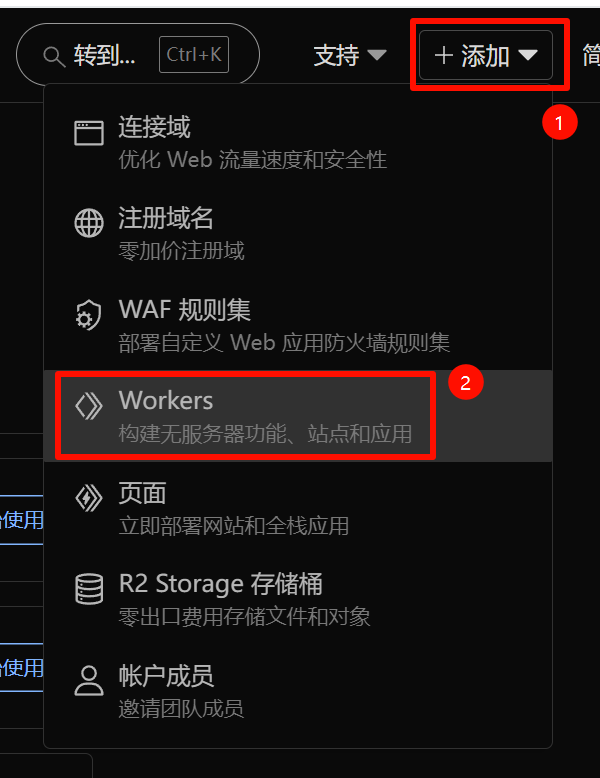 转到... Ctrl+K 支持 + 添加 简
1
连接域
优化 Web 流量速度和安全性
注册域名
零加价注册域
WAF 规则集
部署自定义 Web 应用防火墙规则集
Workers
2
构建无服务器功能、站点和应用
页面
立即部署网站和全栈应用
始使用
R2 Storage 存储桶
零出口费用存储文件和对象
始使用
帐户成员
邀请团队成员